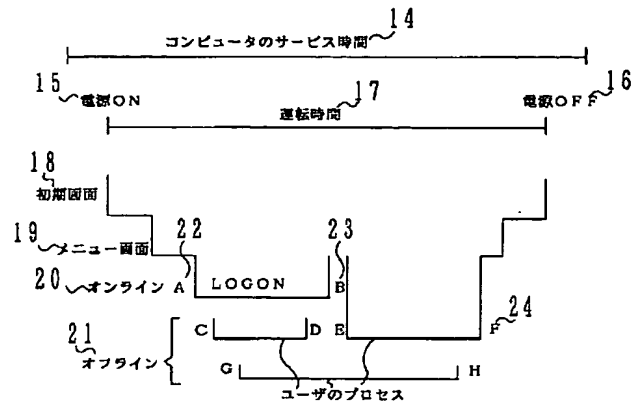 14
コンピュータのサービス時間
15 16
電源ON 17 電源OFF
運転時間
18
初期画面
19
メニュー画面 22 23
20 オンライン A LOGON B
21 C D E F 24
オフライン
G H
ユーザのプロセス